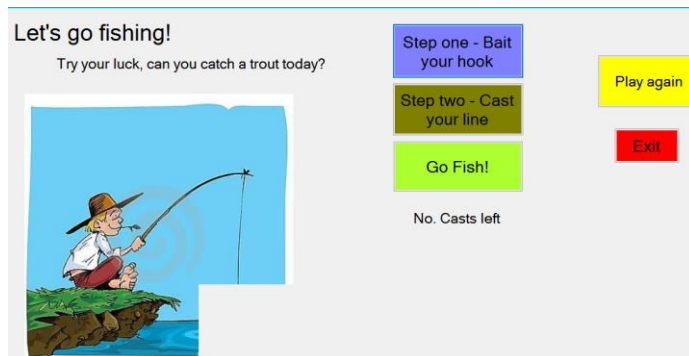 Let's go fishing!
Try your luck, can you catch a trout today?
Step one - Bait
your hook
Step two - Cast
your line
Go Fish!
No. Casts left
Play again
Exit